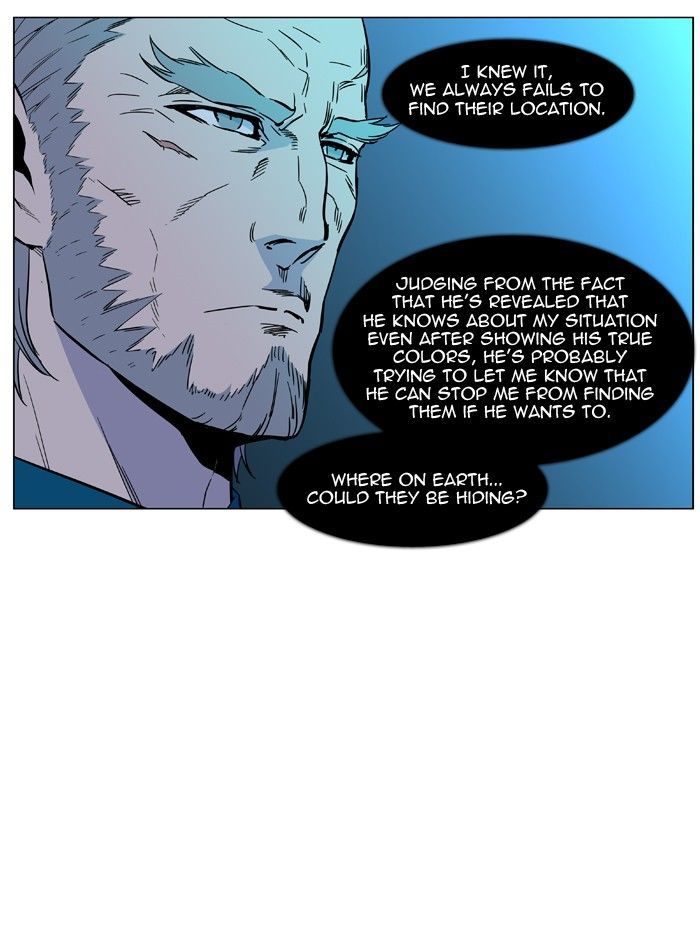 I KNEW IT,
WE ALWAYS FAILS TO
FIND THEIR LOCATION.
JUDGING FROM THE FACT
THAT HE'S REVEALED THAT
HE KNOWS ABOUT MY SITUATION
EVEN AFTER SHOWING HIS TRUE
COLORS, HE'S PROBABLY
TRYING TO LET ME KNOW THAT
HE CAN STOP ME FROM FINDING
THEM IF HE WANTS TO.
WHERE ON EARTH...
COULD THEY BE HIDING?